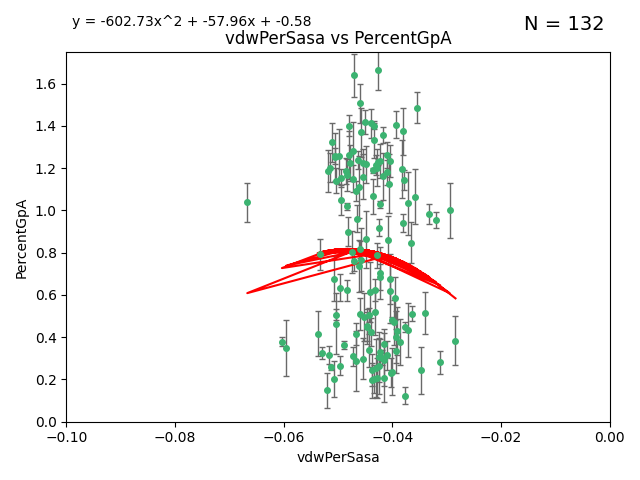 y = -602.73x^2 + -57.96x + -0.58
N = 132
vdwPerSasa vs PercentGpA
PercentGpA
1.6
1.4
1.2
1.0
0.8
0.6
0.4
0.2
0.0
−0.10 −0.08 −0.06 −0.04 −0.02 0.00
vdwPerSasa